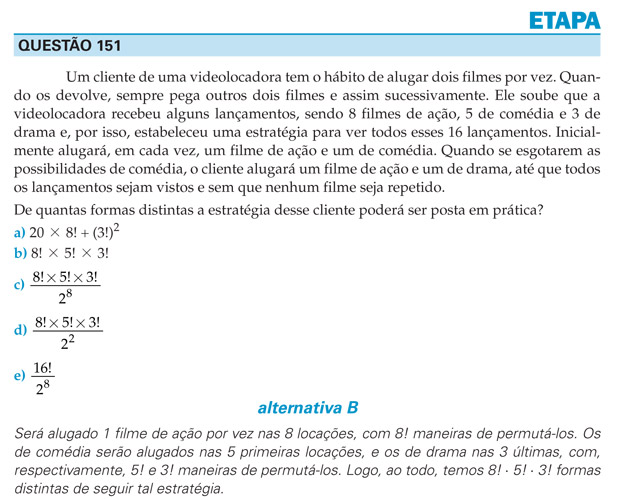 ETAPA
QUESTÃO 151
Um cliente de uma videolocadora tem o hábito de alugar dois filmes por vez. Quan-
do os devolve, sempre pega outros dois filmes e assim sucessivamente. Ele soube que a
videolocadora recebeu alguns lançamentos, sendo 8 filmes de ação, 5 de comédia e 3 de
drama e, por isso, estabeleceu uma estratégia para ver todos esses 16 lançamentos. Inicial-
mente alugará, em cada vez, um filme de ação e um de comédia. Quando se esgotarem as
possibilidades de comédia, o cliente alugará um filme de ação e um de drama, até que todos
os lançamentos sejam vistos e sem que nenhum filme seja repetido.
De quantas formas distintas a estratégia desse cliente poderá ser posta em prática?
a) 20 × 8! + (3!)²
b) 8! × 5! × 3!
c) 8! × 5! × 3! / 2⁸
d) 8! × 5! × 3! / 2²
e) 16! / 2⁸
alternativa B
Será alugado 1 filme de ação por vez nas 8 locações, com 8! maneiras de permutá-los. Os
de comédia serão alugados nas 5 primeiras locações, e os de drama nas 3 últimas, com,
respectivamente, 5! e 3! maneiras de permutá-los. Logo, ao todo, temos 8! · 5! · 3! formas
distintas de seguir tal estratégia.